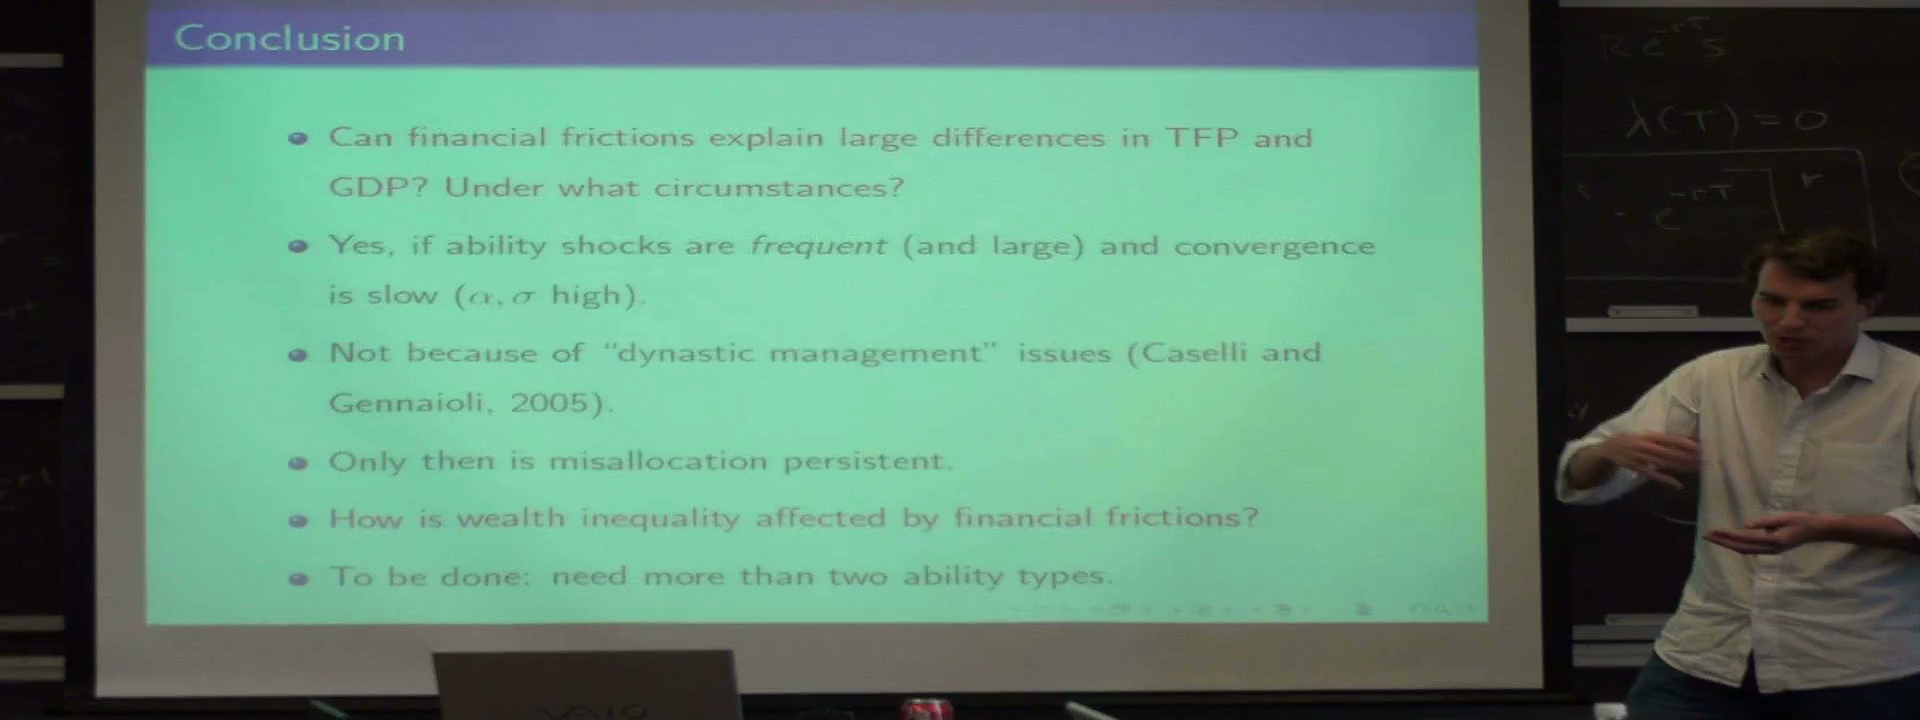 Conclusion
Can financial frictions explain large differences in TFP and
GDP? Under what circumstances?
Yes, if ability shocks are frequent (and large) and convergence
is slow (α, σ high).
Not because of "dynastic management" issues (Caselli and
Gennaioli, 2005).
Only then is misallocation persistent.
How is wealth inequality affected by financial frictions?
To be done: need more than two ability types.
λ(T) = 0
- e^{-rT}
r
VAIO